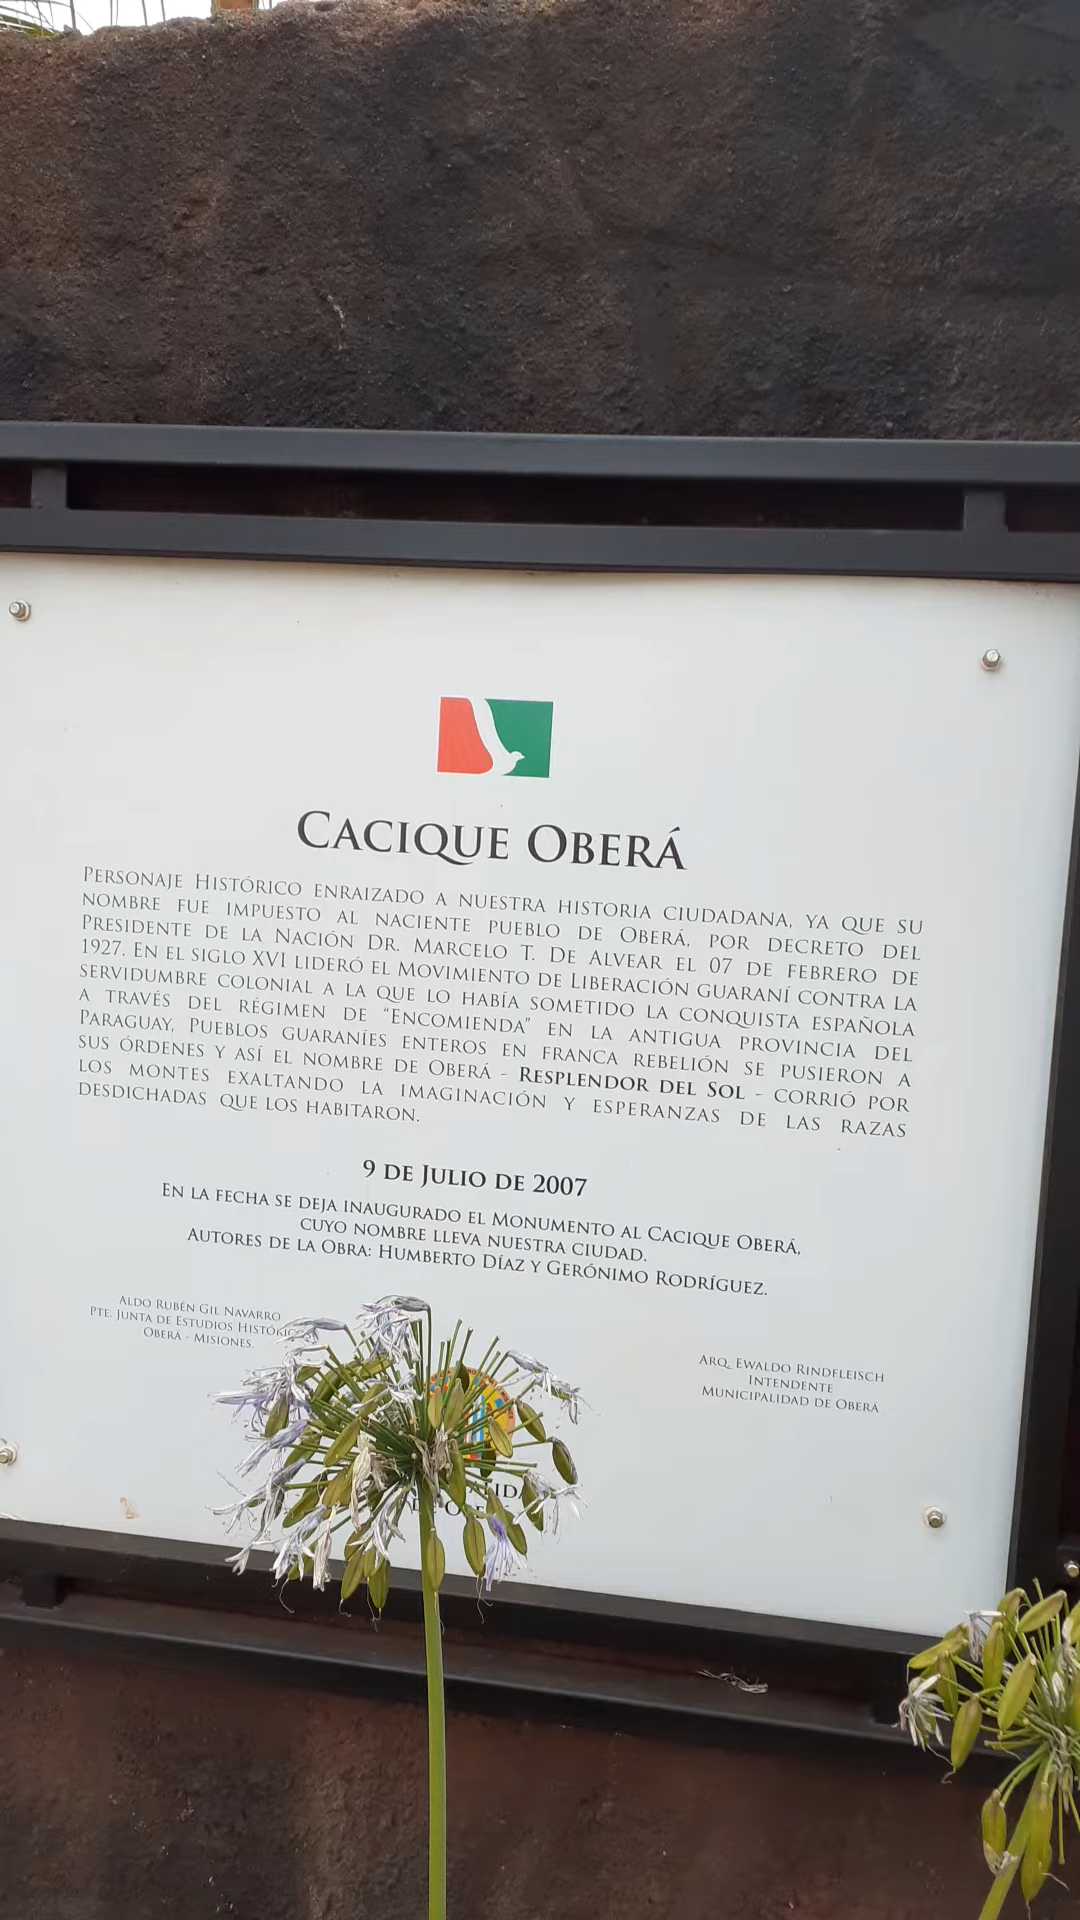 Cacique Oberá
Personaje Histórico enraizado a nuestra historia ciudadana, ya que su
nombre fue impuesto al naciente pueblo de Oberá, por decreto del
Presidente de la Nación Dr. Marcelo T. De Alvear el 07 de febrero de
1927. En el siglo XVI lideró el Movimiento de Liberación guaraní contra la
servidumbre colonial a la que lo había sometido la conquista española
a través del régimen de “Encomienda” en la antigua provincia del
Paraguay, Pueblos guaraníes enteros en franca rebelión se pusieron a
sus órdenes y así el nombre de Oberá - Resplendor del Sol - corrió por
los montes exaltando la imaginación y esperanzas de las razas
desdichadas que los habitaron.
9 de Julio de 2007
En la fecha se deja inaugurado el Monumento al Cacique Oberá,
cuyo nombre lleva nuestra ciudad.
Autores de la Obra: Humberto Díaz y Gerónimo Rodríguez.
Aldo Rubén Gil Navarro
Pte. Junta de Estudios
Oberá - Misiones.
Arq. Ewaldo Rindfleisch
Intendente
Municipalidad de Oberá